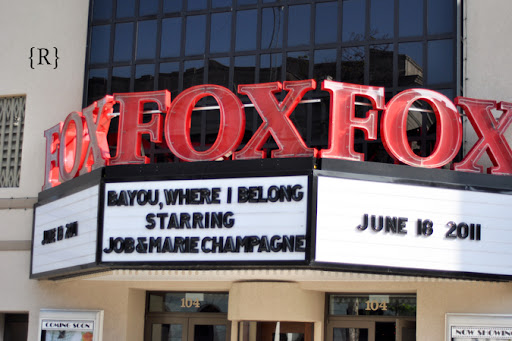 {R}
FOX
FOX
FOX
JUNE 18 2011
BAYOU, WHERE I BELONG
STARRING
JOB & MARIE CHAMPAGNE
JUNE 18 2011
104
104
COMING SOON
NOW SHOWING